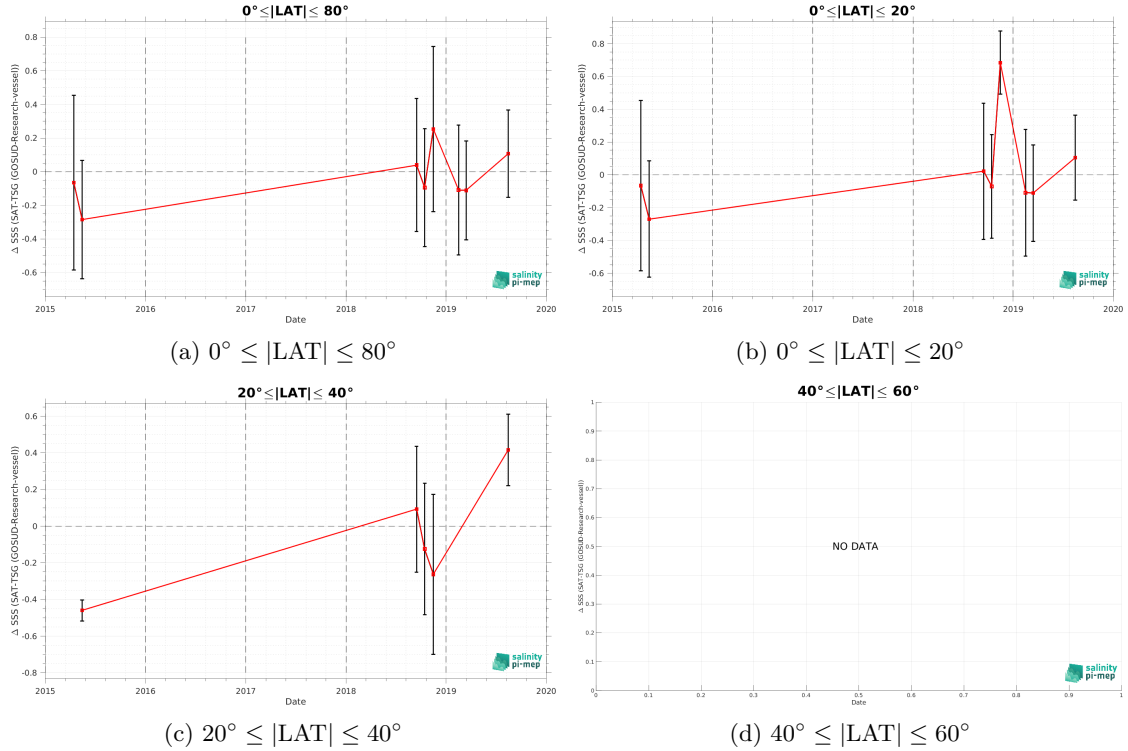 0°≤|LAT|≤ 80°
Δ SSS (SAT-TSG (GOSUD-Research-vessel))
0.8
0.6
0.4
0.2
0
-0.2
-0.4
-0.6
salinity
pi-mep
2015 2016 2017 2018 2019 2020
Date
(a) 0° ≤ |LAT| ≤ 80°
0°≤|LAT|≤ 20°
Δ SSS (SAT-TSG (GOSUD-Research-vessel))
0.8
0.6
0.4
0.2
0
-0.2
-0.4
-0.6
salinity
pi-mep
2015 2016 2017 2018 2019 2020
Date
(b) 0° ≤ |LAT| ≤ 20°
20°≤|LAT|≤ 40°
Δ SSS (SAT-TSG (GOSUD-Research-vessel))
0.6
0.4
0.2
0
-0.2
-0.4
-0.6
-0.8
salinity
pi-mep
2015 2016 2017 2018 2019 2020
Date
(c) 20° ≤ |LAT| ≤ 40°
40°≤|LAT|≤ 60°
Δ SSS (SAT-TSG (GOSUD-Research-vessel))
1
0.9
0.8
0.7
0.6
0.5
0.4
0.3
0.2
0.1
0
NO DATA
salinity
pi-mep
0 0.1 0.2 0.3 0.4 0.5 0.6 0.7 0.8 0.9 1
Date
(d) 40° ≤ |LAT| ≤ 60°